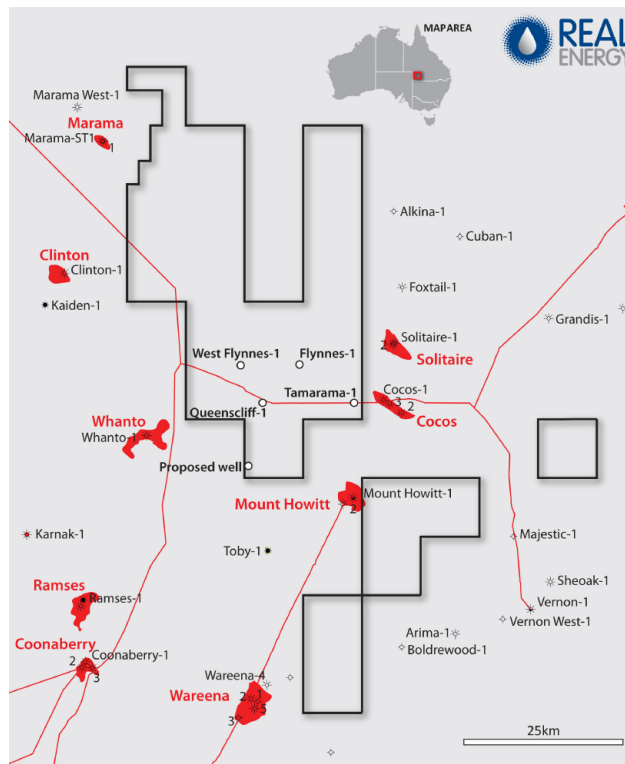 MAP AREA
REAL
ENERGY
Marama West-1
Marama
Marama-ST1
1
Alkina-1
Cuban-1
Clinton
Clinton-1
Foxtail-1
Kaiden-1
Grandis-1
Solitaire-1
2
Solitaire
West Flynnes-1
Flynnes-1
Cocos-1
3
2
Cocos
Tamarama-1
Queenscliff-1
Whanto
Whanto-1
Proposed well
Mount Howitt
Mount Howitt-1
2
Karnak-1
Majestic-1
Toby-1
Sheoak-1
Ramses
Ramses-1
Vernon-1
Vernon West-1
Arima-1
Boldrewood-1
Coonaberry
Coonaberry-1
2
3
Wareena-4
Wareena
2
1
5
3
25km